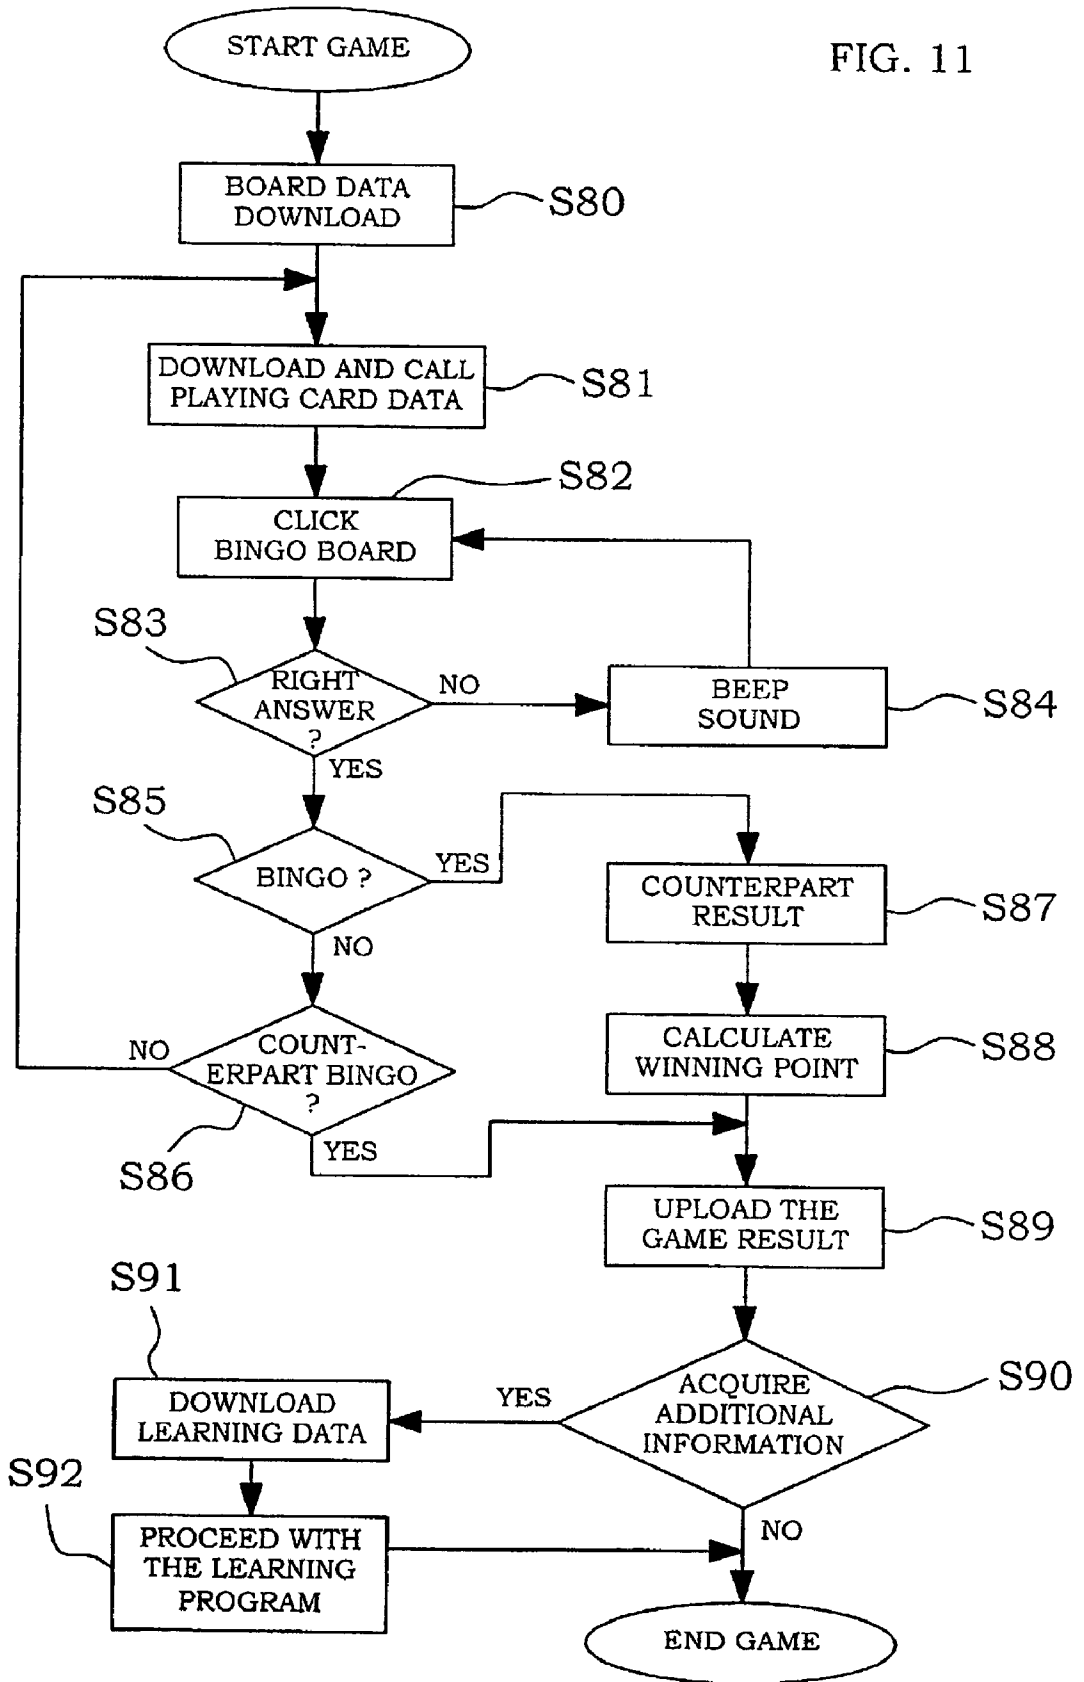 START GAME
FIG. 11
BOARD DATA
DOWNLOAD
S80
DOWNLOAD AND CALL
PLAYING CARD DATA
S81
S82
CLICK
BINGO BOARD
S83
RIGHT
ANSWER
?
NO
BEEP
SOUND
S84
YES
S85
BINGO ?
YES
COUNTERPART
RESULT
S87
NO
COUNT-
ERPART BINGO
?
NO
CALCULATE
WINNING POINT
S88
YES
S86
UPLOAD THE
GAME RESULT
S89
S91
ACQUIRE
ADDITIONAL
INFORMATION
S90
YES
DOWNLOAD
LEARNING DATA
S92
NO
PROCEED WITH
THE LEARNING
PROGRAM
END GAME